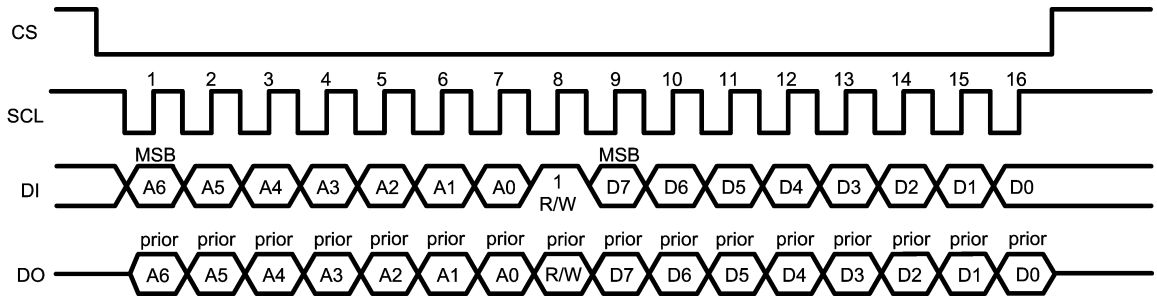 CS
1 2 3 4 5 6 7 8 9 10 11 12 13 14 15 16
SCL
MSB MSB
DI A6 A5 A4 A3 A2 A1 A0 1 D7 D6 D5 D4 D3 D2 D1 D0
R/W
prior prior prior prior prior prior prior prior prior prior prior prior prior prior prior prior
DO A6 A5 A4 A3 A2 A1 A0 R/W D7 D6 D5 D4 D3 D2 D1 D0